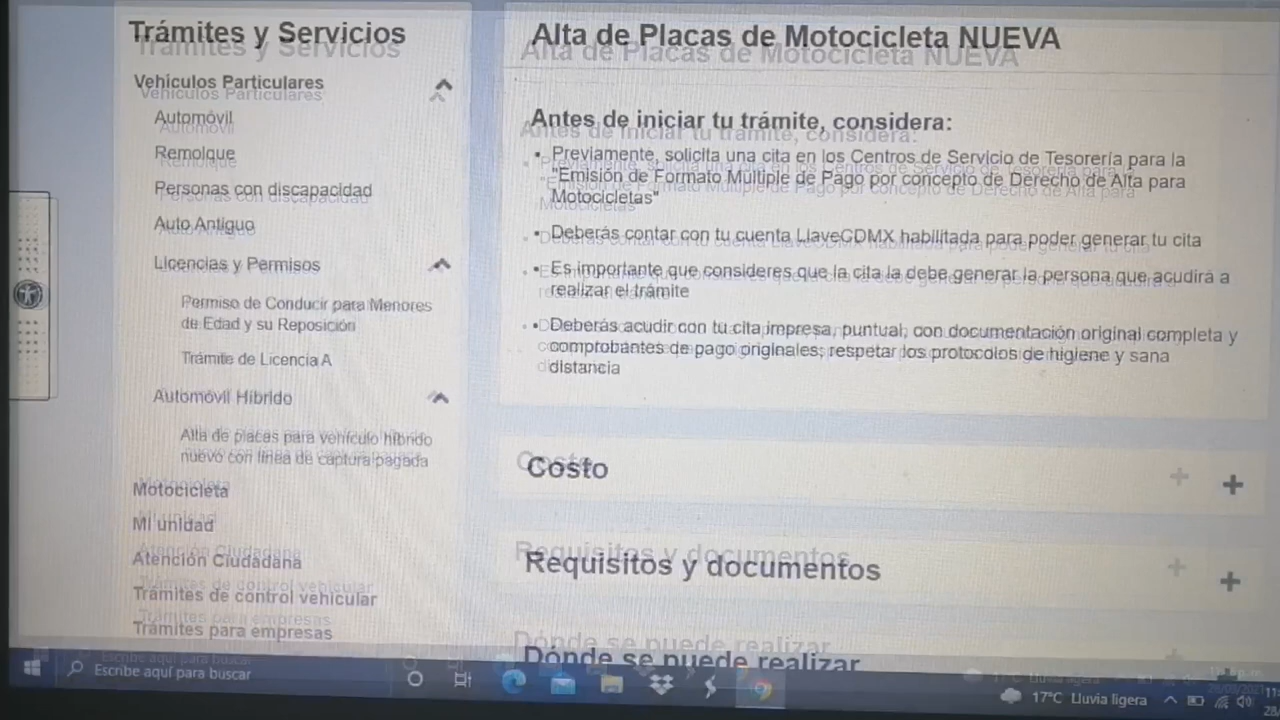 Trámites y Servicios
Vehiculos Particulares
Automóvil
Remolque
Personas con discapacidad
Auto Antiguo
Licencias y Permisos
Permiso de Conducir para Menores
de Edad y su Reposición
Trámite de Licencia A
Automóvil Híbrido
Alta de placas para vehículo híbrido
nuevo con línea de captura pagada
Motocicleta
Mi unidad
Atención Ciudadana
Trámites de control vehicular
Trámites para empresas
Alta de Placas de Motocicleta NUEVA
Antes de iniciar tu trámite, considera:
• Previamente, solicita una cita en los Centros de Servicio de Tesorería para la
"Emisión de Formato Múltiple de Pago por concepto de Derecho de Alta para
Motocicletas"
• Deberás contar con tu cuenta LlaveCDMX habilitada para poder generar tu cita
• Es importante que consideres que la cita la debe generar la persona que acudirá a
realizar el trámite
• Deberás acudir con tu cita impresa, puntual, con documentación original completa y
comprobantes de pago originales; respetar los protocolos de higiene y sana
distancia
Costo +
Requisitos y documentos +
Dónde se puede realizar
Escribe aquí para buscar
17°C Lluvia ligera